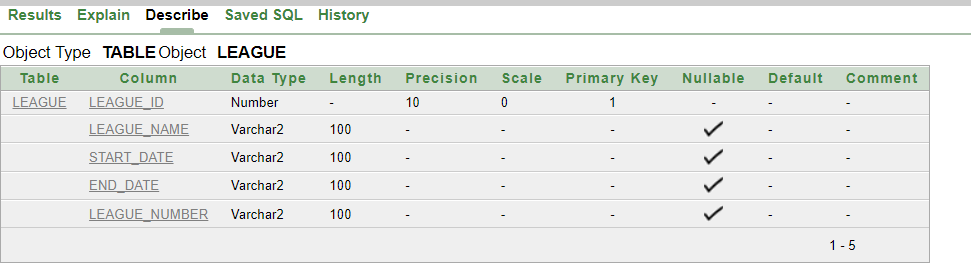 Results Explain Describe Saved SQL History
Object Type TABLE Object LEAGUE
Table Column Data Type Length Precision Scale Primary Key Nullable Default Comment
LEAGUE LEAGUE_ID Number - 10 0 1 - - -
LEAGUE_NAME Varchar2 100 - - - ✓ - -
START_DATE Varchar2 100 - - - ✓ - -
END_DATE Varchar2 100 - - - ✓ - -
LEAGUE_NUMBER Varchar2 100 - - - ✓ - -
1 - 5